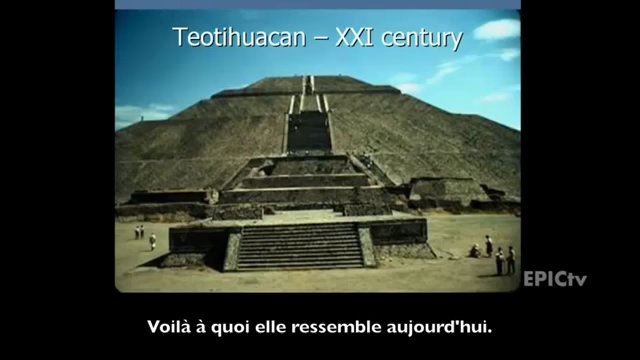 Teotihuacan – XXI century
EPICtv
Voilà à quoi elle ressemble aujourd'hui.